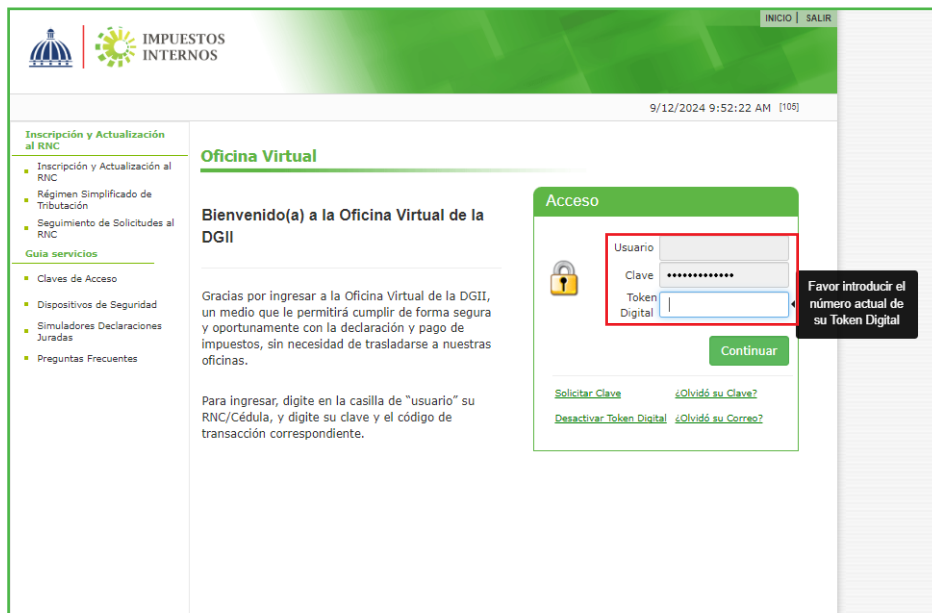 INICIO | SALIR
IMPUESTOS
INTERNOS
9/12/2024 9:52:22 AM [105]
Inscripción y Actualización
al RNC
Inscripción y Actualización al
RNC
Régimen Simplificado de
Tributación
Seguimiento de Solicitudes al
RNC
Guia servicios
Claves de Acceso
Dispositivos de Seguridad
Simuladores Declaraciones
Juradas
Preguntas Frecuentes
Oficina Virtual
Bienvenido(a) a la Oficina Virtual de la
DGII
Gracias por ingresar a la Oficina Virtual de la DGII,
un medio que le permitirá cumplir de forma segura
y oportunamente con la declaración y pago de
impuestos, sin necesidad de trasladarse a nuestras
oficinas.
Para ingresar, digite en la casilla de "usuario" su
RNC/Cédula, y digite su clave y el código de
transacción correspondiente.
Acceso
Usuario
Clave •••••••••••••
Token
Digital
Favor introducir el
número actual de
su Token Digital
Continuar
Solicitar Clave ¿Olvidó su Clave?
Desactivar Token Digital ¿Olvidó su Correo?